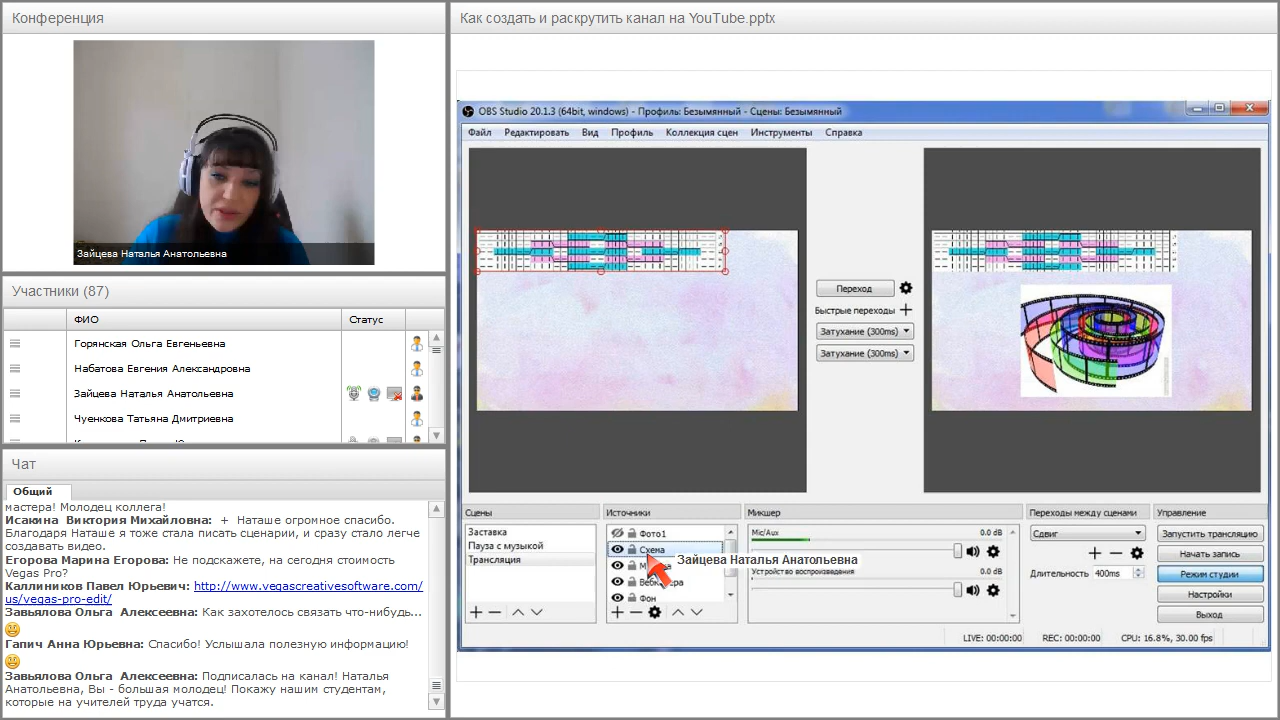 Конференция
Зайцева Наталья Анатольевна
Участники (87)
ФИО
Статус
Горянская Ольга Евгеньевна
Набатова Евгения Александровна
Зайцева Наталья Анатольевна
Чуенкова Татьяна Дмитриевна
Чат
Общий
мастера! Молодец коллега!
Исакина Виктория Михайловна: + Наташе огромное спасибо.
Благодаря Наташе я тоже стала писать сценарии, и сразу стало легче
создавать видео.
Егорова Марина Егорова: Не подскажете, на сегодня стоимость
Vegas Pro?
Каллиников Павел Юрьевич: http://www.vegascreativesoftware.com/
us/vegas-pro-edit/
Завьялова Ольга Алексеевна: Как захотелось связать что-нибудь...
Гапич Анна Юрьевна: Спасибо! Услышала полезную информацию!
Завьялова Ольга Алексеевна: Подписалась на канал! Наталья
Анатольевна, Вы - большая молодец! Покажу нашим студентам,
которые на учителей труда учатся.
Как создать и раскрутить канал на YouTube.pptx
OBS Studio 20.1.3 (64bit, windows) - Профиль: Безымянный - Сцены: Безымянный
Файл Редактировать Вид Профиль Коллекция сцен Инструменты Справка
Переход
Быстрые переходы
Затухание (300ms)
Затухание (300ms)
Сцены
Заставка
Пауза с музыкой
Трансляция
Источники
Фото1
Схема
Фон
Зайцева Наталья Анатольевна
Микшер
Mic/Aux 0.0 dB
Устройство воспроизведения 0.0 dB
Переходы между сценами
Сдвиг
Длительность 400ms
Управление
Запустить трансляцию
Начать запись
Режим студии
Настройки
Выход
LIVE: 00:00:00 REC: 00:00:00 CPU: 16.8%, 30.00 fps